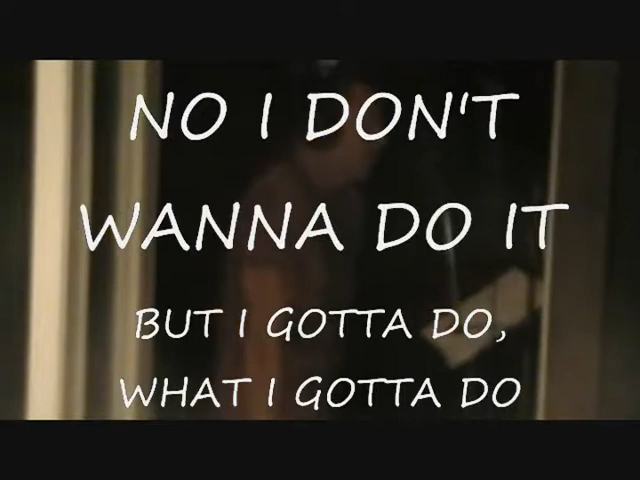 NO I DON'T
WANNA DO IT
BUT I GOTTA DO,
WHAT I GOTTA DO